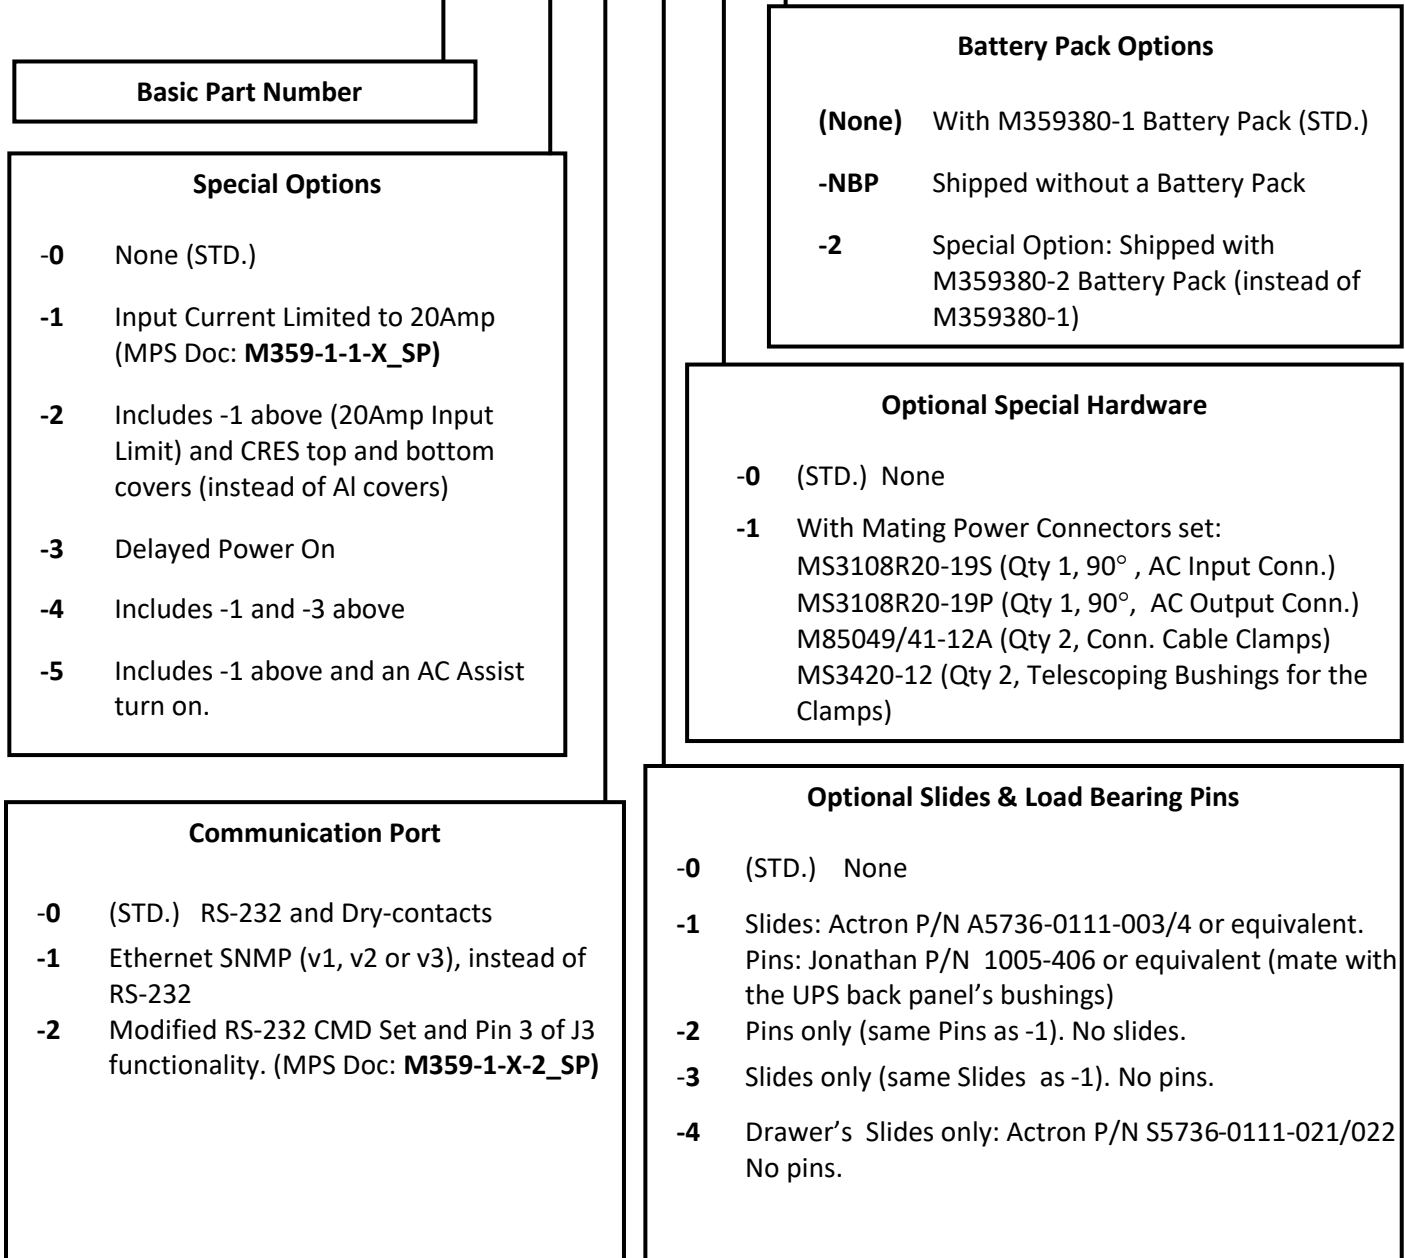 Basic Part Number
Special Options
-0 None (STD.)
-1 Input Current Limited to 20Amp
(MPS Doc: M359-1-1-X_SP)
-2 Includes -1 above (20Amp Input
Limit) and CRES top and bottom
covers (instead of Al covers)
-3 Delayed Power On
-4 Includes -1 and -3 above
-5 Includes -1 above and an AC Assist
turn on.
Communication Port
-0 (STD.) RS-232 and Dry-contacts
-1 Ethernet SNMP (v1, v2 or v3), instead of
RS-232
-2 Modified RS-232 CMD Set and Pin 3 of J3
functionality. (MPS Doc: M359-1-X-2_SP)
Battery Pack Options
(None) With M359380-1 Battery Pack (STD.)
-NBP Shipped without a Battery Pack
-2 Special Option: Shipped with
M359380-2 Battery Pack (instead of
M359380-1)
Optional Special Hardware
-0 (STD.) None
-1 With Mating Power Connectors set:
MS3108R20-19S (Qty 1, 90° , AC Input Conn.)
MS3108R20-19P (Qty 1, 90°, AC Output Conn.)
M85049/41-12A (Qty 2, Conn. Cable Clamps)
MS3420-12 (Qty 2, Telescoping Bushings for the
Clamps)
Optional Slides & Load Bearing Pins
-0 (STD.) None
-1 Slides: Actron P/N A5736-0111-003/4 or equivalent.
Pins: Jonathan P/N 1005-406 or equivalent (mate with
the UPS back panel’s bushings)
-2 Pins only (same Pins as -1). No slides.
-3 Slides only (same Slides as -1). No pins.
-4 Drawer’s Slides only: Actron P/N S5736-0111-021/022
No pins.